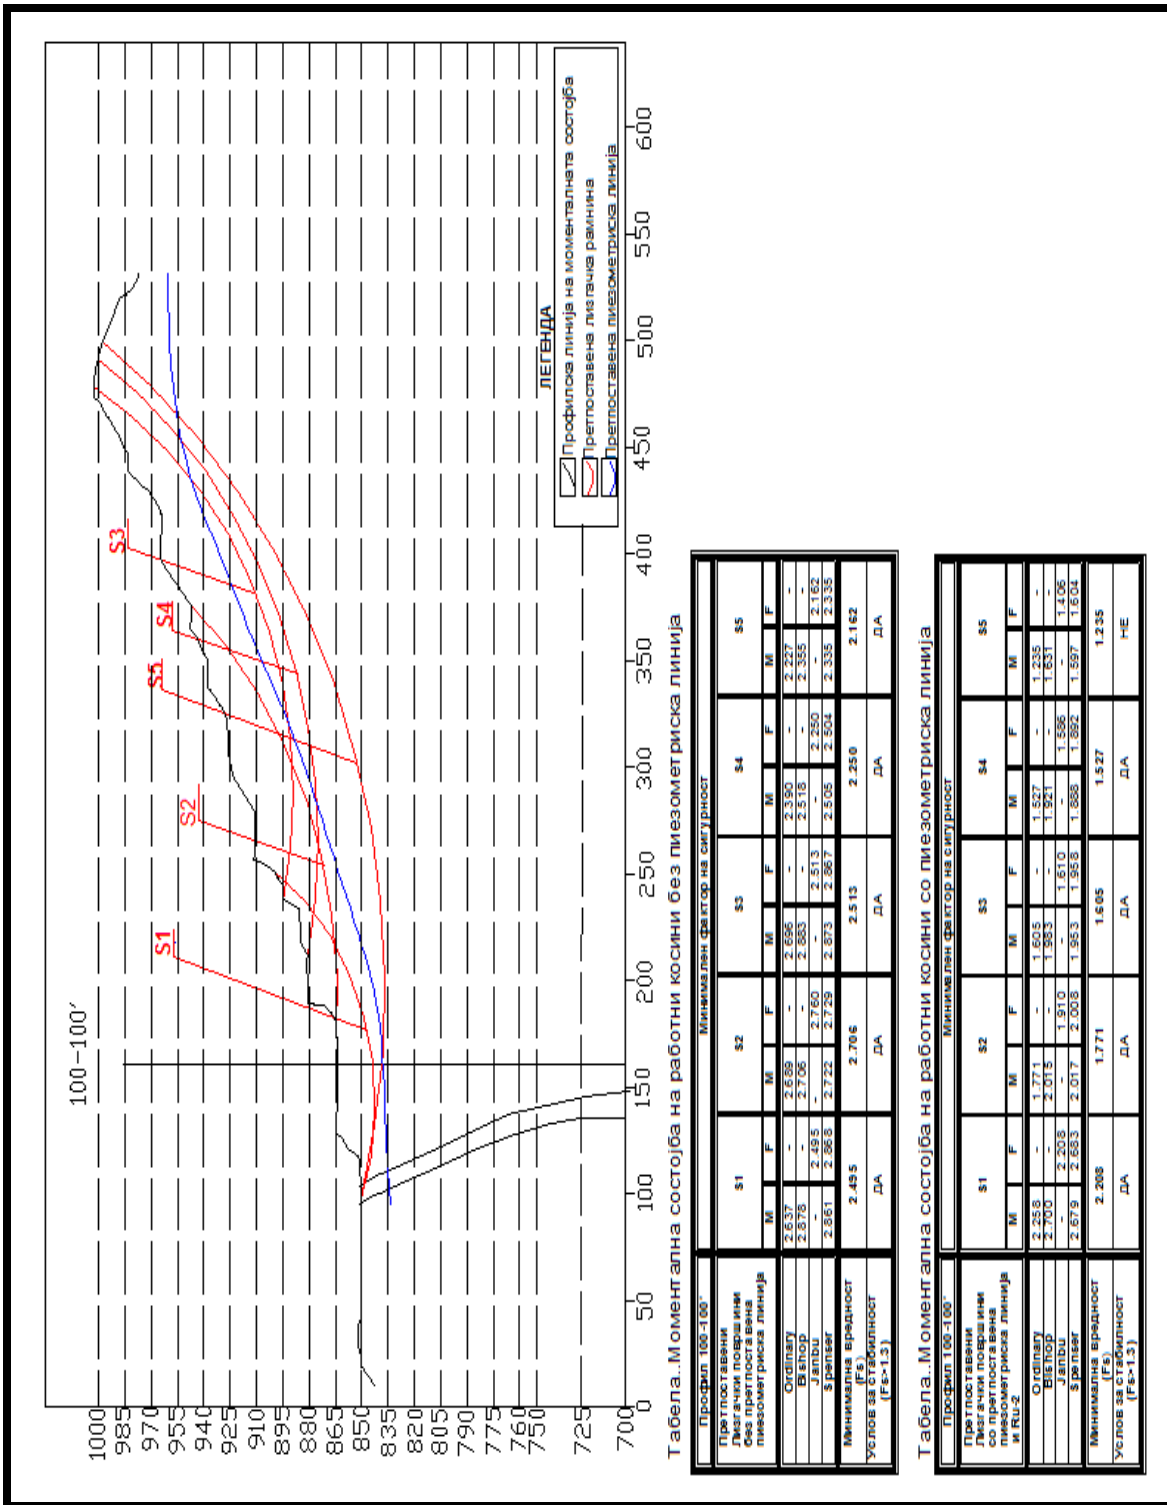 100-100'
1000
985
970
955
940
925
910
895
880
865
850
835
820
805
790
775
760
750
725
700
0
50
100
150
200
250
300
350
400
450
500
550
600
S1
S2
S5
S4
S3
ЛЕГЕНДА
Профилска линија на моменталната состојба
Претпоставена лизгачка рамнина
Претпоставена пиезометриска линија
Табела..Моментална состојба на работни косини без пиезометриска линија
Профил 100-100' Минимален фактор на сигурност
Претпоставени Лизгачки површини без претпоставена пиезометриска линија S1 S2 S3 S4 S5
M F M F M F M F M F
Ordinary 2.637 - 2.689 - 2.696 - 2.390 - 2.227 -
Bishop 2.878 - 2.706 - 2.883 - 2.518 - 2.355 -
Janbu - 2.495 - 2.760 - 2.513 - 2.250 - 2.162
Spenser 2.861 2.868 2.722 2.729 2.873 2.867 2.505 2.504 2.335 2.335
Минимална вредност (Fs) 2.495 2.706 2.513 2.250 2.162
Услов за стабилност (Fs>1.3) ДА ДА ДА ДА ДА
Табела..Моментална состојба на работни косини со пиезометриска линија
Профил 100-100' Минимален фактор на сигурност
Претпоставени Лизгачки површини со претпоставена пиезометриска линија и Ru-2 S1 S2 S3 S4 S5
M F M F M F M F M F
Ordinary 2.258 - 1.771 - 1.605 - 1.527 - 1.235 -
Bishop 2.700 - 2.015 - 1.983 - 1.921 - 1.631 -
Janbu - 2.208 - 1.910 - 1.610 - 1.586 - 1.406
Spenser 2.679 2.683 2.017 2.008 1.953 1.958 1.888 1.892 1.597 1.604
Минимална вредност (Fs) 2.208 1.771 1.605 1.527 1.235
Услов за стабилност (Fs>1.3) ДА ДА ДА ДА НЕ